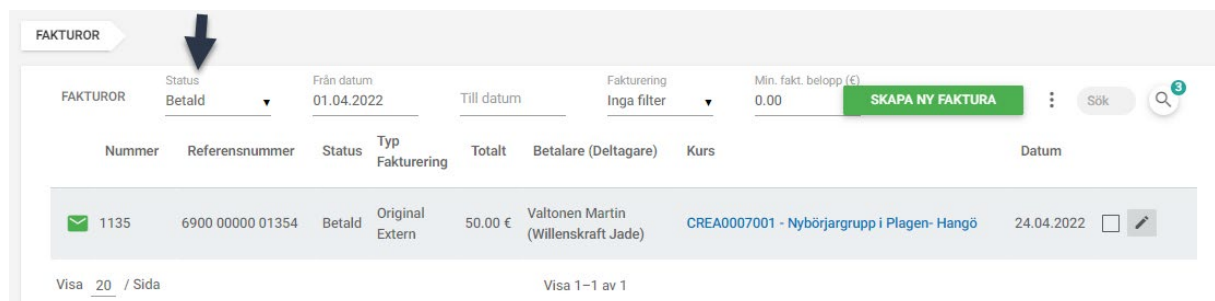 FAKTUROR
FAKTUROR
Status
Betald
Från datum
01.04.2022
Till datum
Fakturering
Inga filter
Min. fakt. belopp (€)
0.00
SKAPA NY FAKTURA
Sök
3
Nummer Referensnummer Status Typ Fakturering Totalt Betalare (Deltagare) Kurs Datum
1135 6900 00000 01354 Betald Original Extern 50.00 € Valtonen Martin (Willenskraft Jade) CREA0007001 - Nybörjargrupp i Plagen- Hangö 24.04.2022
Visa 20 / Sida Visa 1–1 av 1